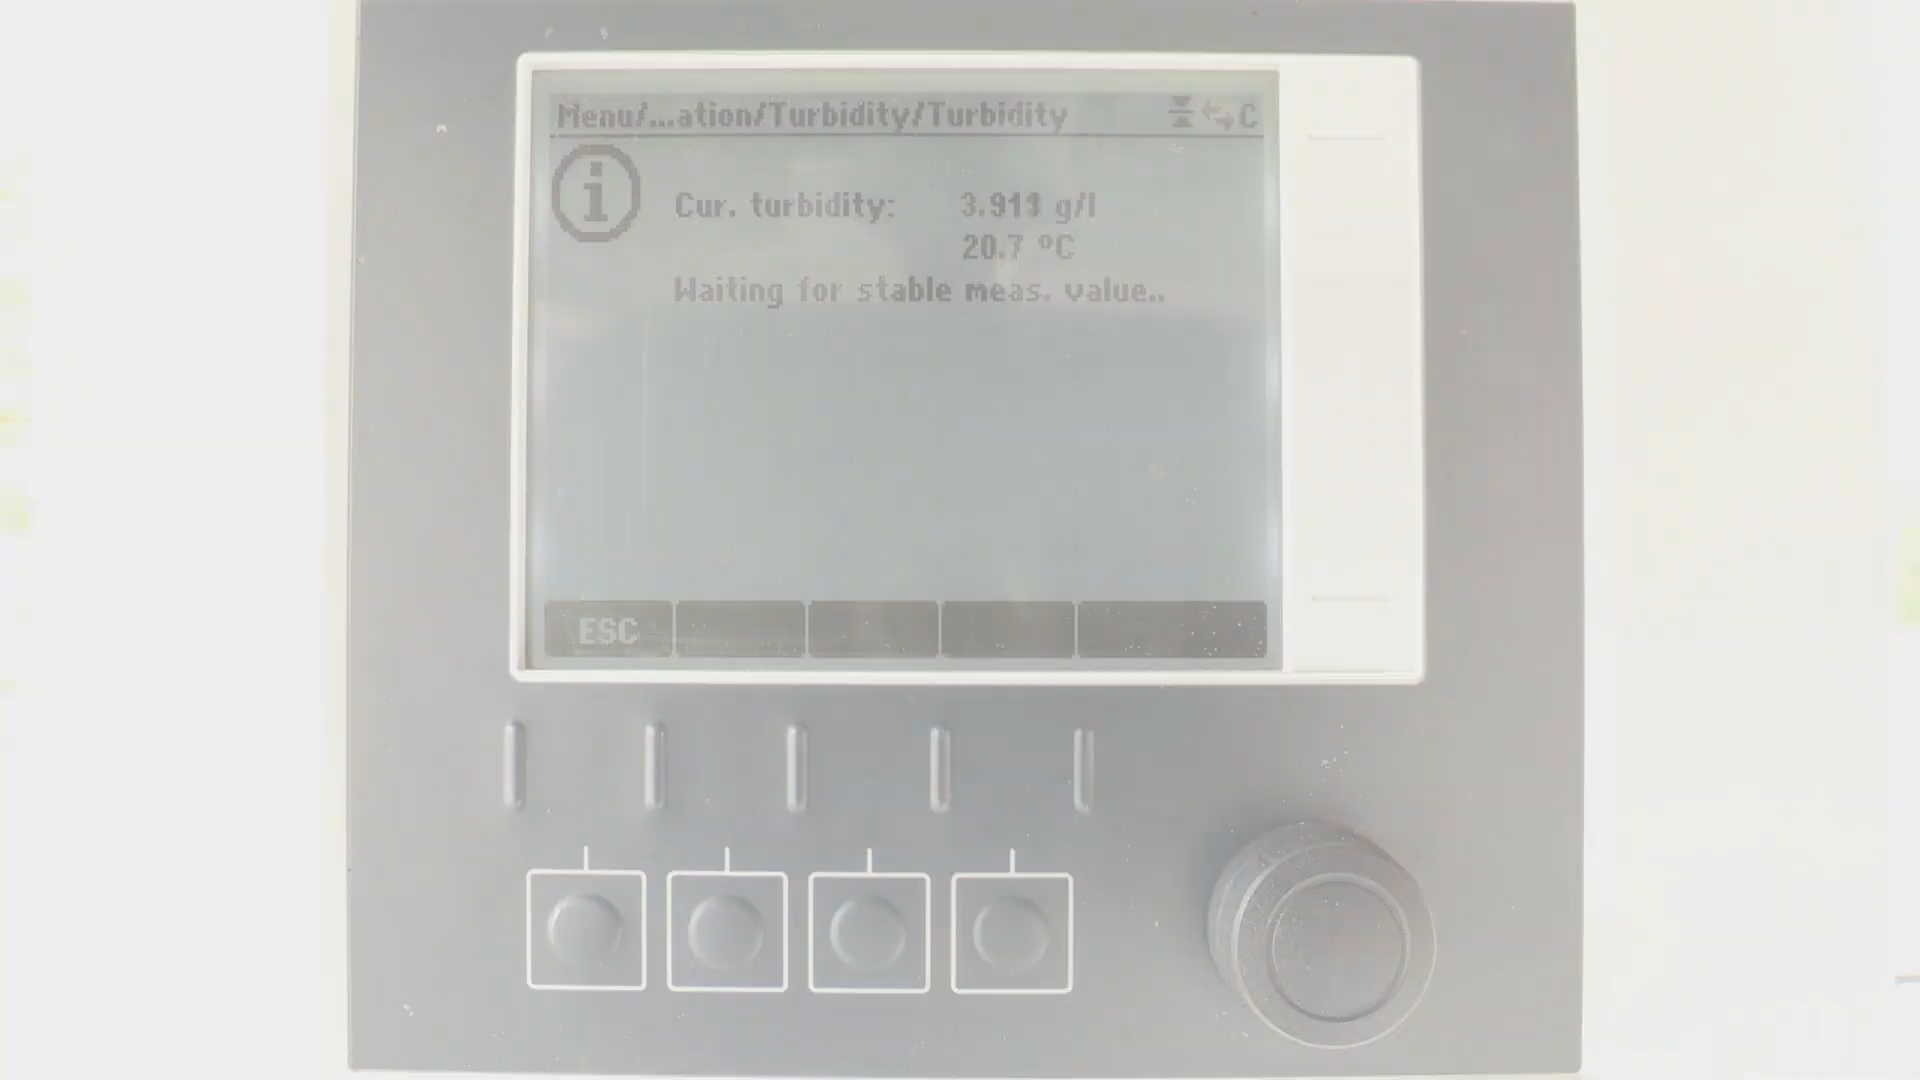 Menu/...ation/Turbidity/Turbidity C
Cur. turbidity: g/l
20.7 °C
Waiting for stable meas. value..
ESC